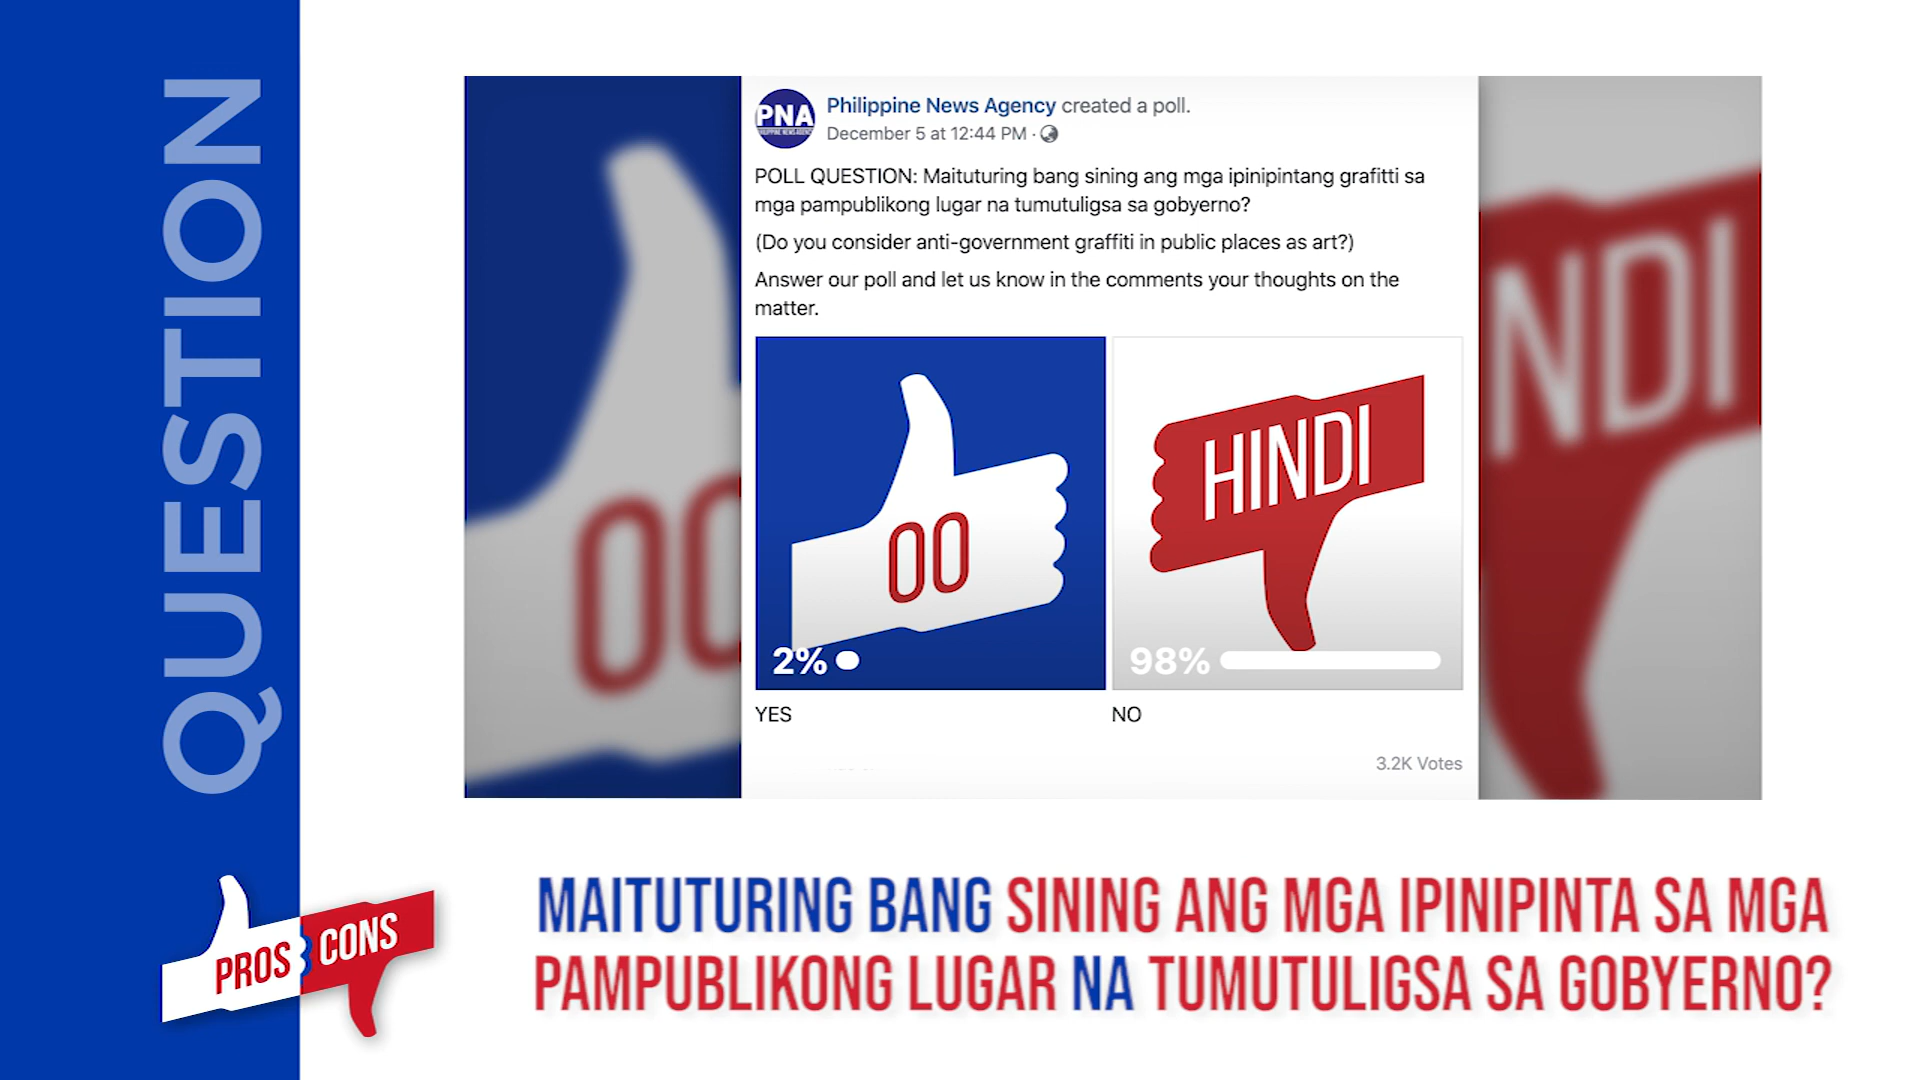 QUESTION
PNA
Philippine News Agency created a poll.
December 5 at 12:44 PM ·
POLL QUESTION: Maituturing bang sining ang mga ipinipintang grafitti sa
mga pampublikong lugar na tumutuligsa sa gobyerno?
(Do you consider anti-government graffiti in public places as art?)
Answer our poll and let us know in the comments your thoughts on the
matter.
OO
HINDI
2%
98%
YES
NO
3.2K Votes
OO
NDI
PROS CONS
MAITUTURING BANG SINING ANG MGA IPINIPINTA SA MGA
PAMPUBLIKONG LUGAR NA TUMUTULIGSA SA GOBYERNO?